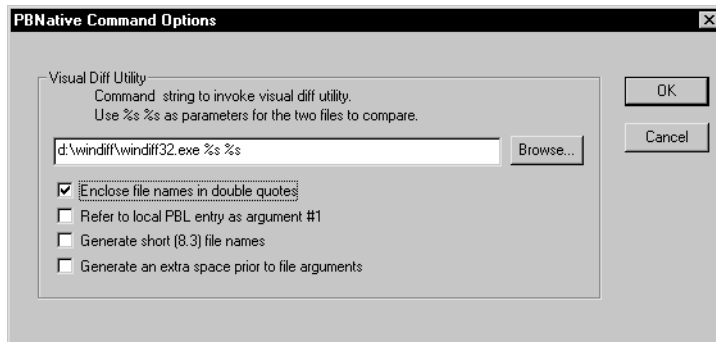 PBNative Command Options
Visual Diff Utility
Command string to invoke visual diff utility.
Use %s %s as parameters for the two files to compare.
d:\windiff\windiff32.exe %s %s
Browse...
Enclose file names in double quotes
Refer to local PBL entry as argument #1
Generate short (8.3) file names
Generate an extra space prior to file arguments
OK
Cancel